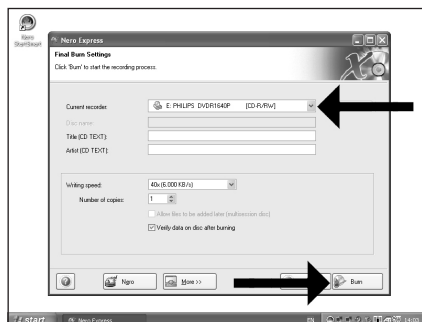 Nero
StartSmart
Nero Express
Final Burn Settings
Click 'Burn' to start the recording process.
Current recorder:
E: PHILIPS DVDR1640P [CD-R/RW]
Disc name:
Title (CD TEXT):
Artist (CD TEXT):
Writing speed:
40x (6.000 KB/s)
Number of copies:
1
Allow files to be added later (multisession disc)
Verify data on disc after burning
Nero
More >>
Burn
start
Nero Express
EN
14:03